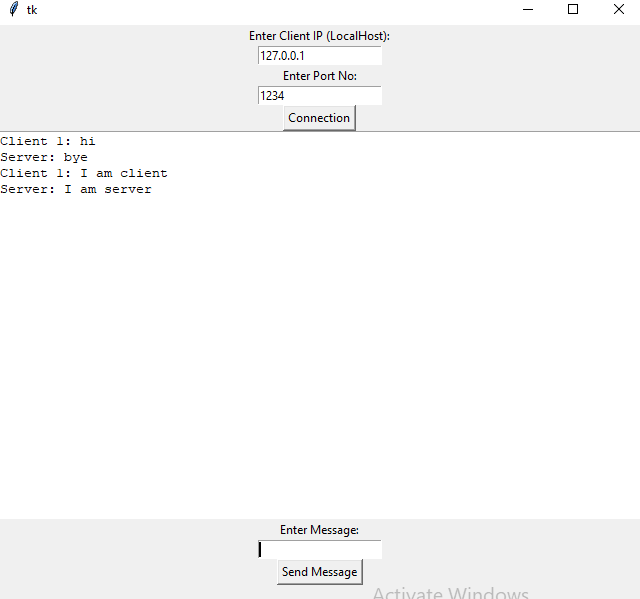 tk
Enter Client IP (LocalHost):
127.0.0.1
Enter Port No:
1234
Connection
Client 1: hi
Server: bye
Client 1: I am client
Server: I am server
Enter Message:
Send Message
Activate Windows